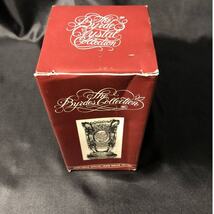 The
Byrdes
Crystal
Collection
The
Byrdes Collection